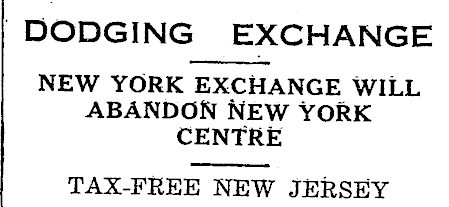 DODGING EXCHANGE
NEW YORK EXCHANGE WILL
ABANDON NEW YORK
CENTRE
TAX-FREE NEW JERSEY